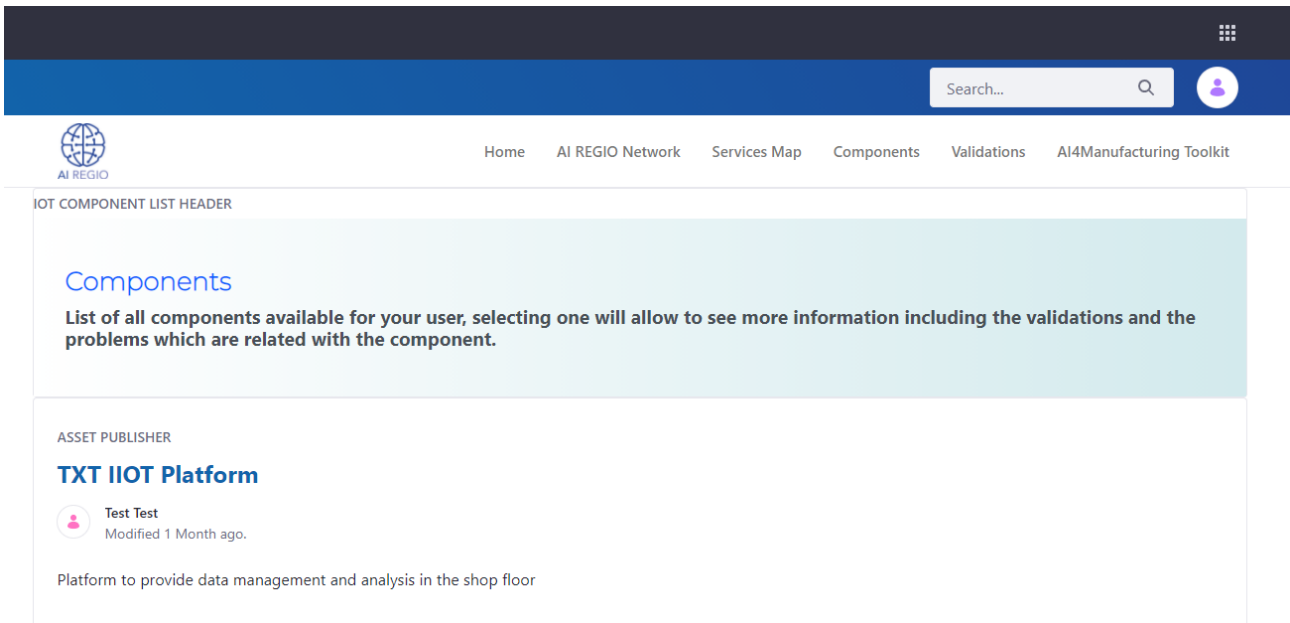 Search...
AI REGIO
Home AI REGIO Network Services Map Components Validations AI4Manufacturing Toolkit
IOT COMPONENT LIST HEADER
Components
List of all components available for your user, selecting one will allow to see more information including the validations and the
problems which are related with the component.
ASSET PUBLISHER
TXT IIOT Platform
Test Test
Modified 1 Month ago.
Platform to provide data management and analysis in the shop floor